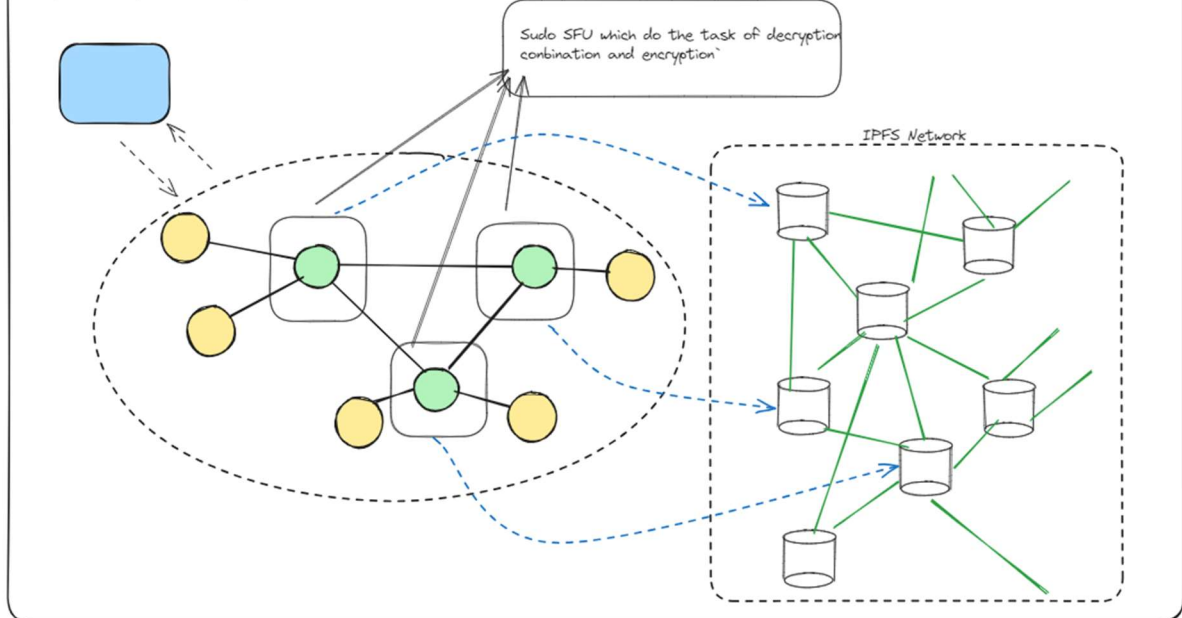 Sudo SFU which do the task of decryption
conbination and encryption`
IPFS Network